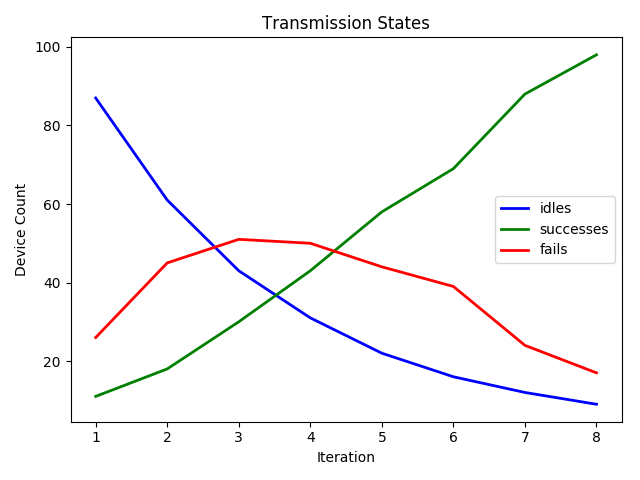 Transmission States
Device Count
100
80
60
40
20
idles
successes
fails
1 2 3 4 5 6 7 8
Iteration